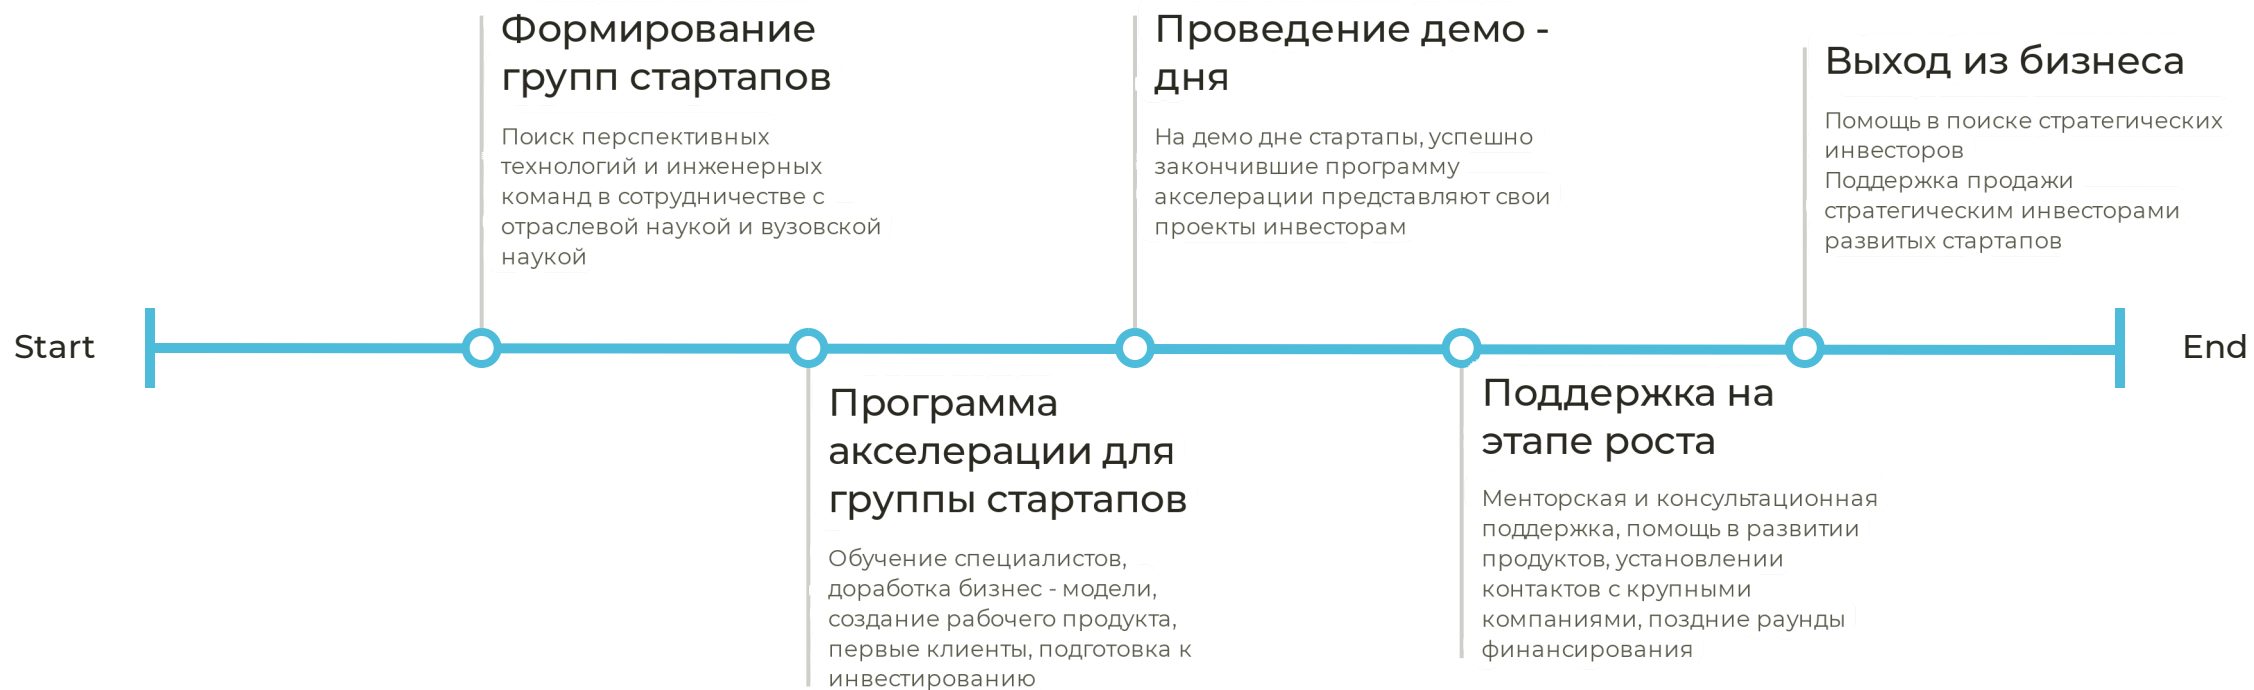 Start
Формирование
групп стартапов
Поиск перспективных
технологий и инженерных
команд в сотрудничестве с
отраслевой наукой и вузовской
наукой
Программа
акселерации для
группы стартапов
Обучение специалистов,
доработка бизнес - модели,
создание рабочего продукта,
первые клиенты, подготовка к
инвестированию
Проведение демо -
дня
На демо дне стартапы, успешно
закончившие программу
акселерации представляют свои
проекты инвесторам
Поддержка на
этапе роста
Менторская и консультационная
поддержка, помощь в развитии
продуктов, установлении
контактов с крупными
компаниями, поздние раунды
финансирования
Выход из бизнеса
Помощь в поиске стратегических
инвесторов
Поддержка продажи
стратегическим инвесторами
развитых стартапов
End